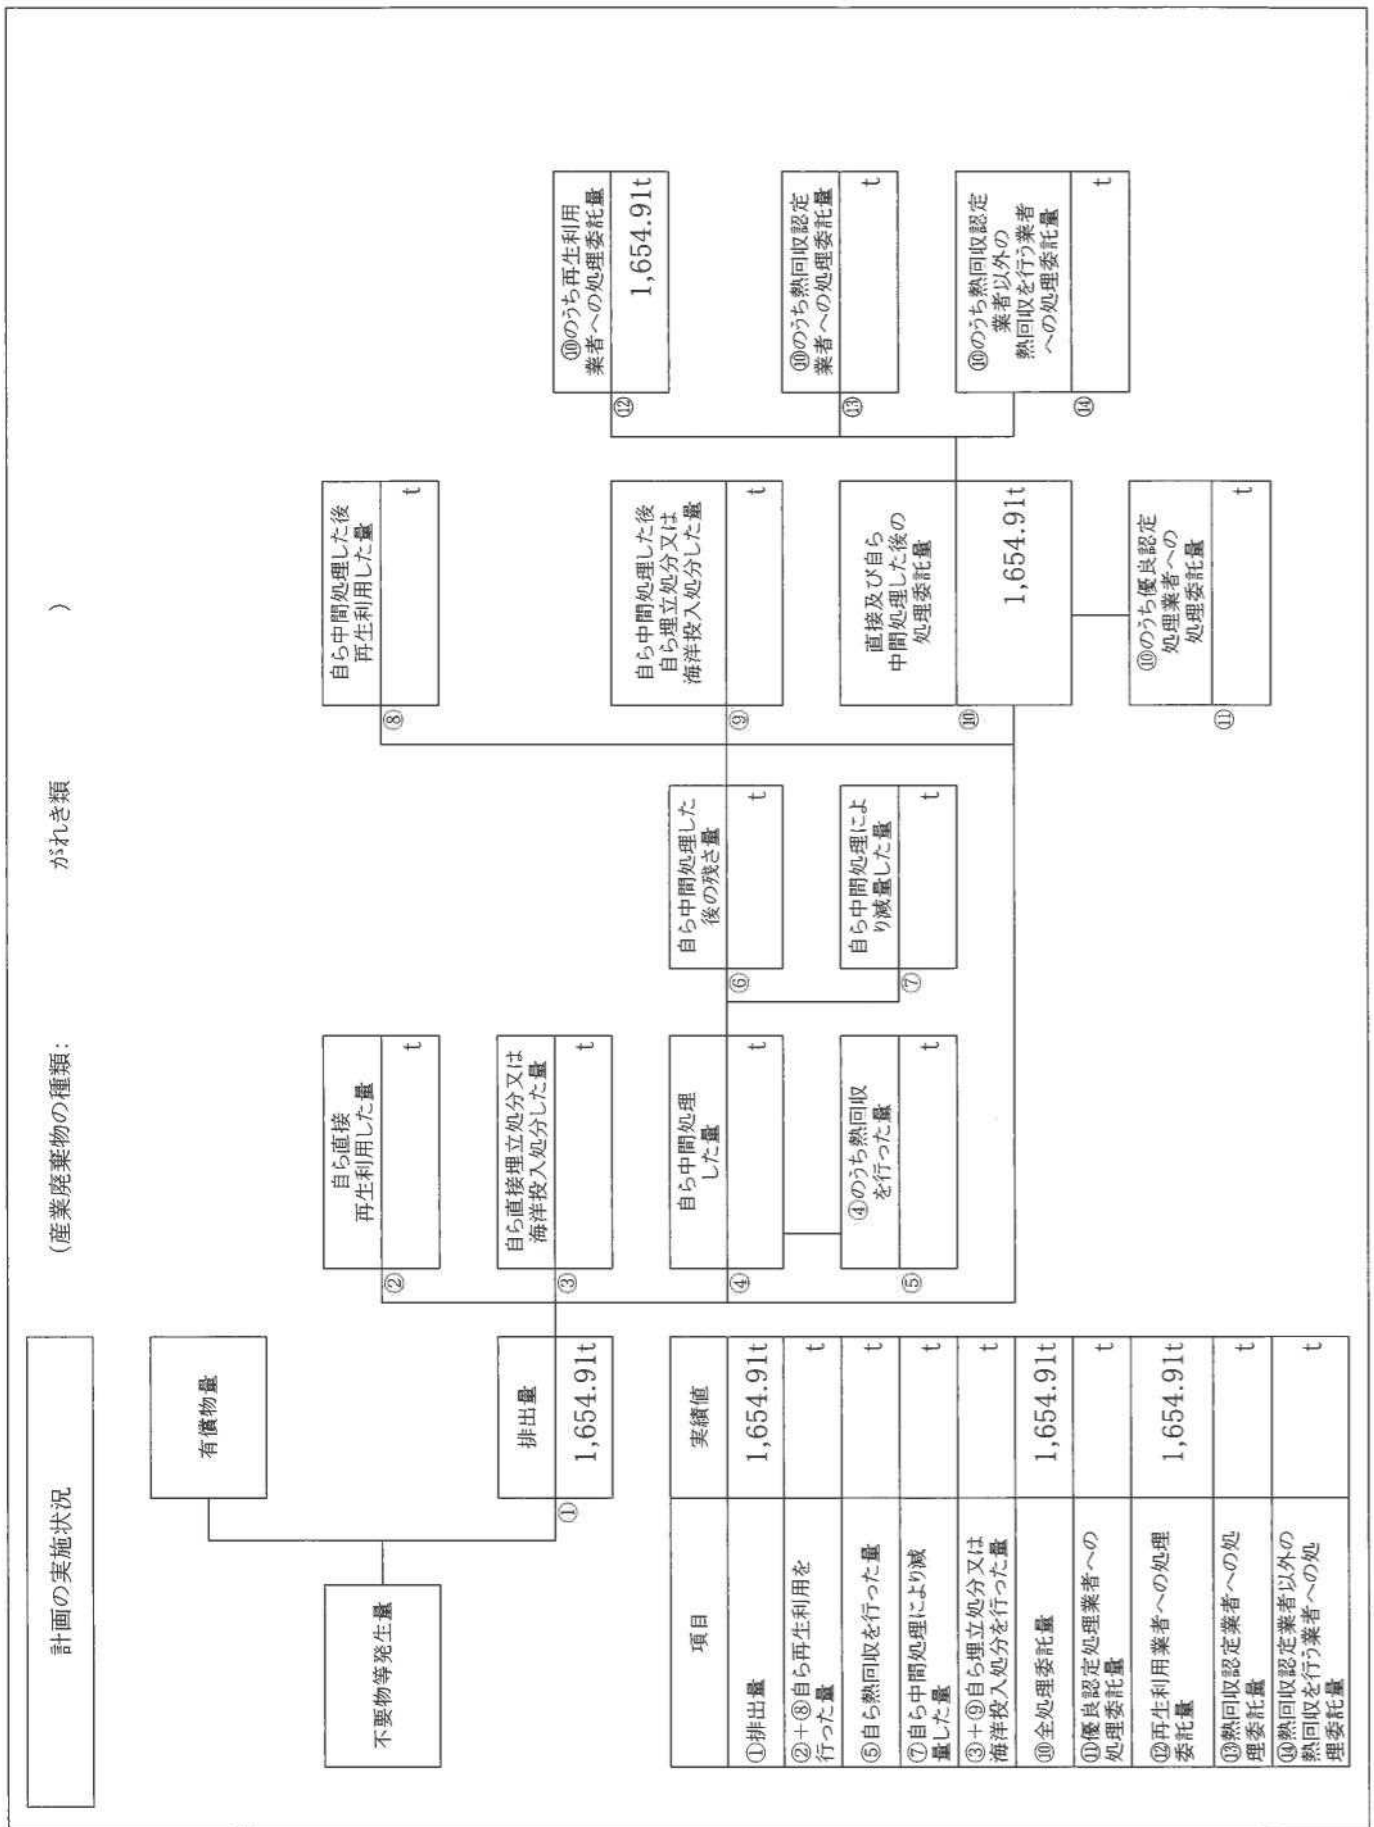 計画の実施状況
(産業廃棄物の種類: がれき類 )
有償物量
不要物等発生量
排出量
①
1,654.91t
自ら直接
再生利用した量
②
t
自ら直接埋立処分又は
海洋投入処分した量
③
t
自ら中間処理
した量
④
t
④のうち熱回収
を行った量
⑤
t
自ら中間処理した
後の残さ量
⑥
t
自ら中間処理によ
り減量した量
⑦
t
自ら中間処理した後
再生利用した量
⑧
t
自ら中間処理した後
自ら埋立処分又は
海洋投入処分した量
⑨
t
直接及び自ら
中間処理した後の
処理委託量
⑩
1,654.91t
⑩のうち優良認定
処理業者への
処理委託量
⑪
t
⑩のうち再生利用
業者への処理委託量
⑫
1,654.91t
⑩のうち熱回収認定
業者への処理委託量
⑬
t
⑩のうち熱回収認定
業者以外の
熱回収を行う業者
への処理委託量
⑭
t
項目 実績値
①排出量 1,654.91t
②+⑧自ら再生利用を
行った量 t
⑤自ら熱回収を行った量 t
⑦自ら中間処理により減
量した量 t
③+⑨自ら埋立処分又は
海洋投入処分を行った量 t
⑩全処理委託量 1,654.91t
⑪優良認定処理業者への
処理委託量 t
⑫再生利用業者への処理
委託量 1,654.91t
⑬熱回収認定業者への処
理委託量 t
⑭熱回収認定業者以外の
熱回収を行う業者への処
理委託量 t